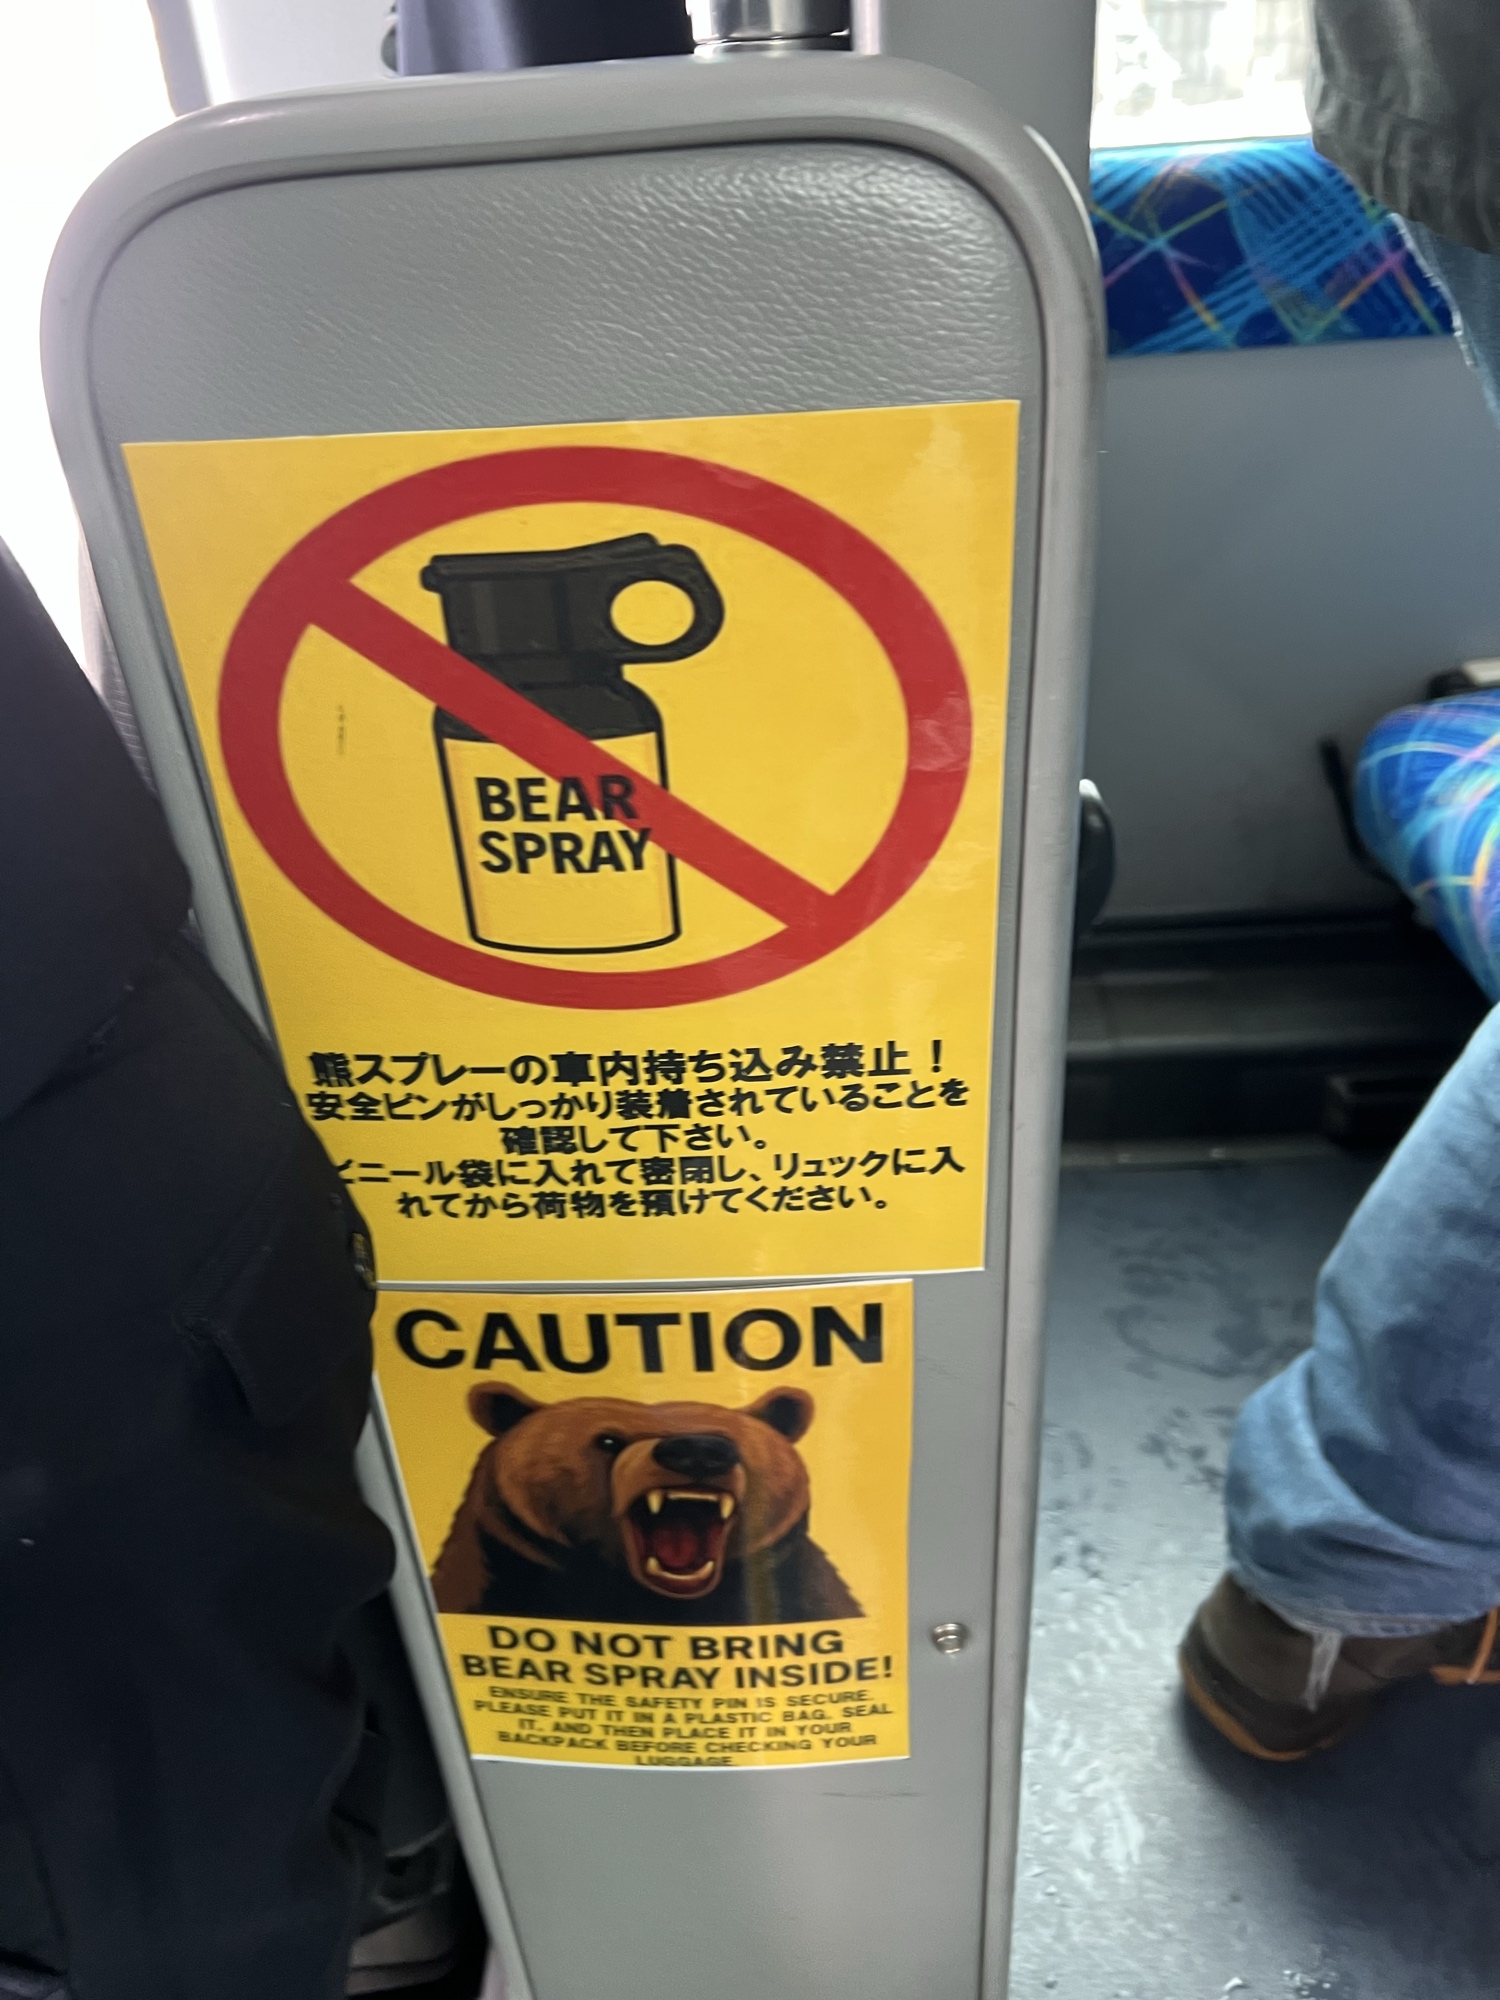 BEAR
SPRAY
熊スプレーの車内持ち込み禁止！
安全ピンがしっかり装着されていることを
確認して下さい。
ビニール袋に入れて密閉し、リュックに入
れてから荷物を預けてください。
CAUTION
DO NOT BRING
BEAR SPRAY INSIDE!
ENSURE THE SAFETY PIN IS SECURE.
PLEASE PUT IT IN A PLASTIC BAG, SEAL
IT, AND THEN PLACE IT IN YOUR
BACKPACK BEFORE CHECKING YOUR
LUGGAGE